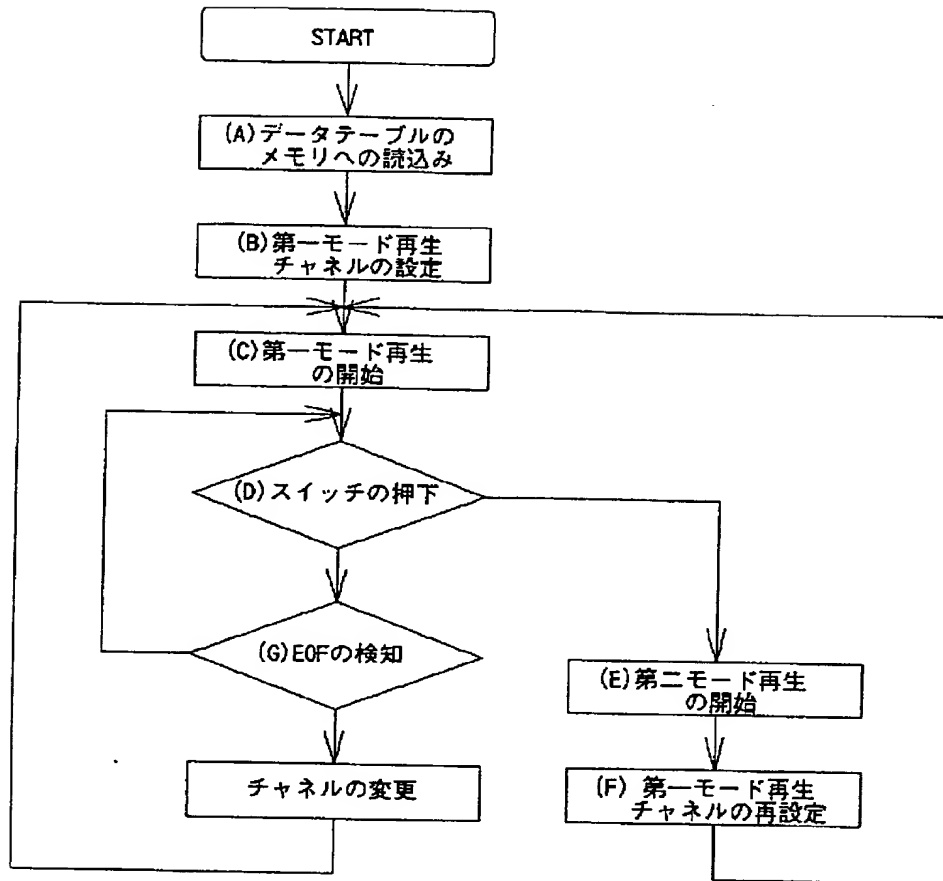 START
(A)データテーブルの
メモリへの読込み
(B)第一モード再生
チャネルの設定
(C)第一モード再生
の開始
(D)スイッチの押下
(G)EOFの検知
(E)第二モード再生
の開始
チャネルの変更
(F) 第一モード再生
チャネルの再設定